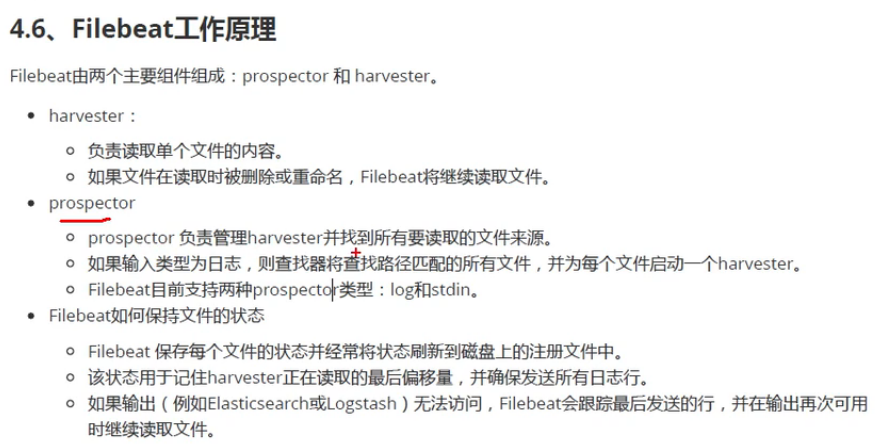 4.6、Filebeat工作原理
Filebeat由两个主要组件组成：prospector 和 harvester。
harvester：
负责读取单个文件的内容。
如果文件在读取时被删除或重命名，Filebeat将继续读取文件。
prospector
prospector 负责管理harvester并找到所有要读取的文件来源。
如果输入类型为日志，则查找器将查找路径匹配的所有文件，并为每个文件启动一个harvester。
Filebeat目前支持两种prospector类型：log和stdin。
Filebeat如何保持文件的状态
Filebeat 保存每个文件的状态并经常将状态刷新到磁盘上的注册文件中。
该状态用于记住harvester正在读取的最后偏移量，并确保发送所有日志行。
如果输出（例如Elasticsearch或Logstash）无法访问，Filebeat会跟踪最后发送的行，并在输出再次可用
时继续读取文件。